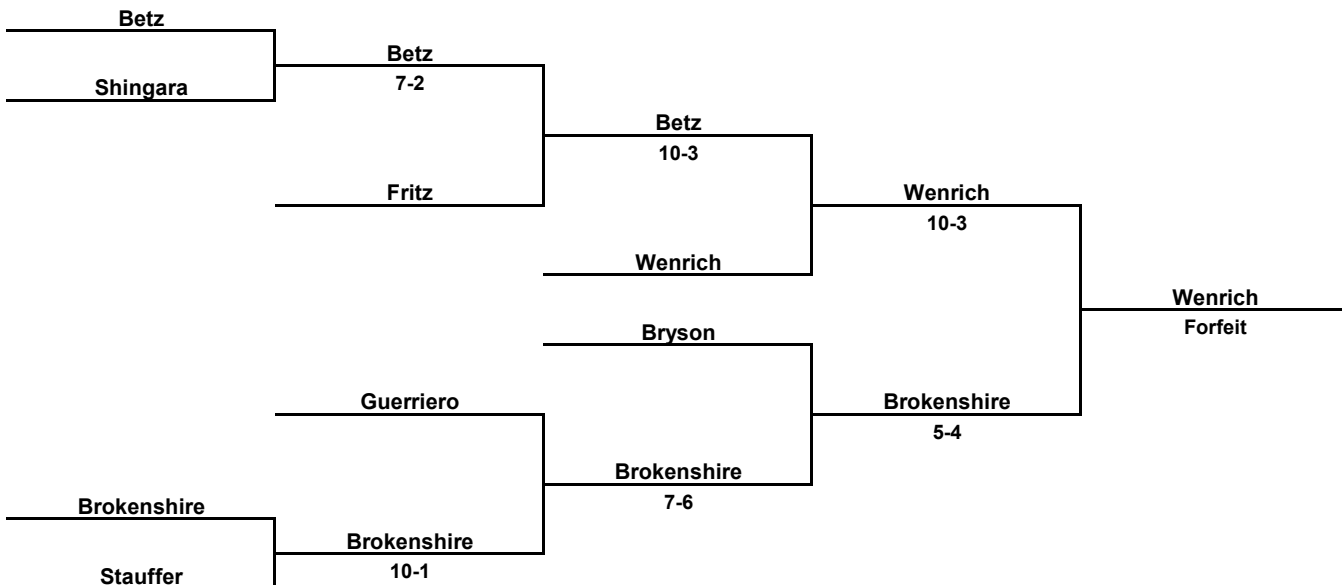 Betz
Betz
7-2
Shingara
Betz
10-3
Fritz
Wenrich
10-3
Wenrich
Wenrich
Forfeit
Bryson
Guerriero
Brokenshire
5-4
Brokenshire
7-6
Brokenshire
Brokenshire
10-1
Stauffer